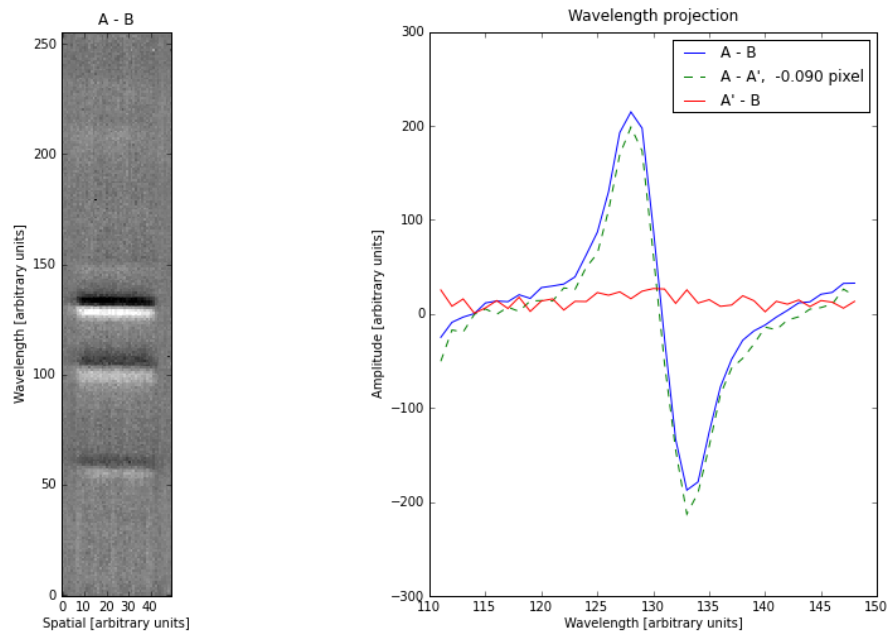 A - B
250
200
150
100
50
0
0 10 20 30 40
Wavelength [arbitrary units]
Spatial [arbitrary units]
Wavelength projection
300
200
100
0
−100
−200
−300
110 115 120 125 130 135 140 145 150
Amplitude [arbitrary units]
Wavelength [arbitrary units]
A - B
A - A', -0.090 pixel
A' - B